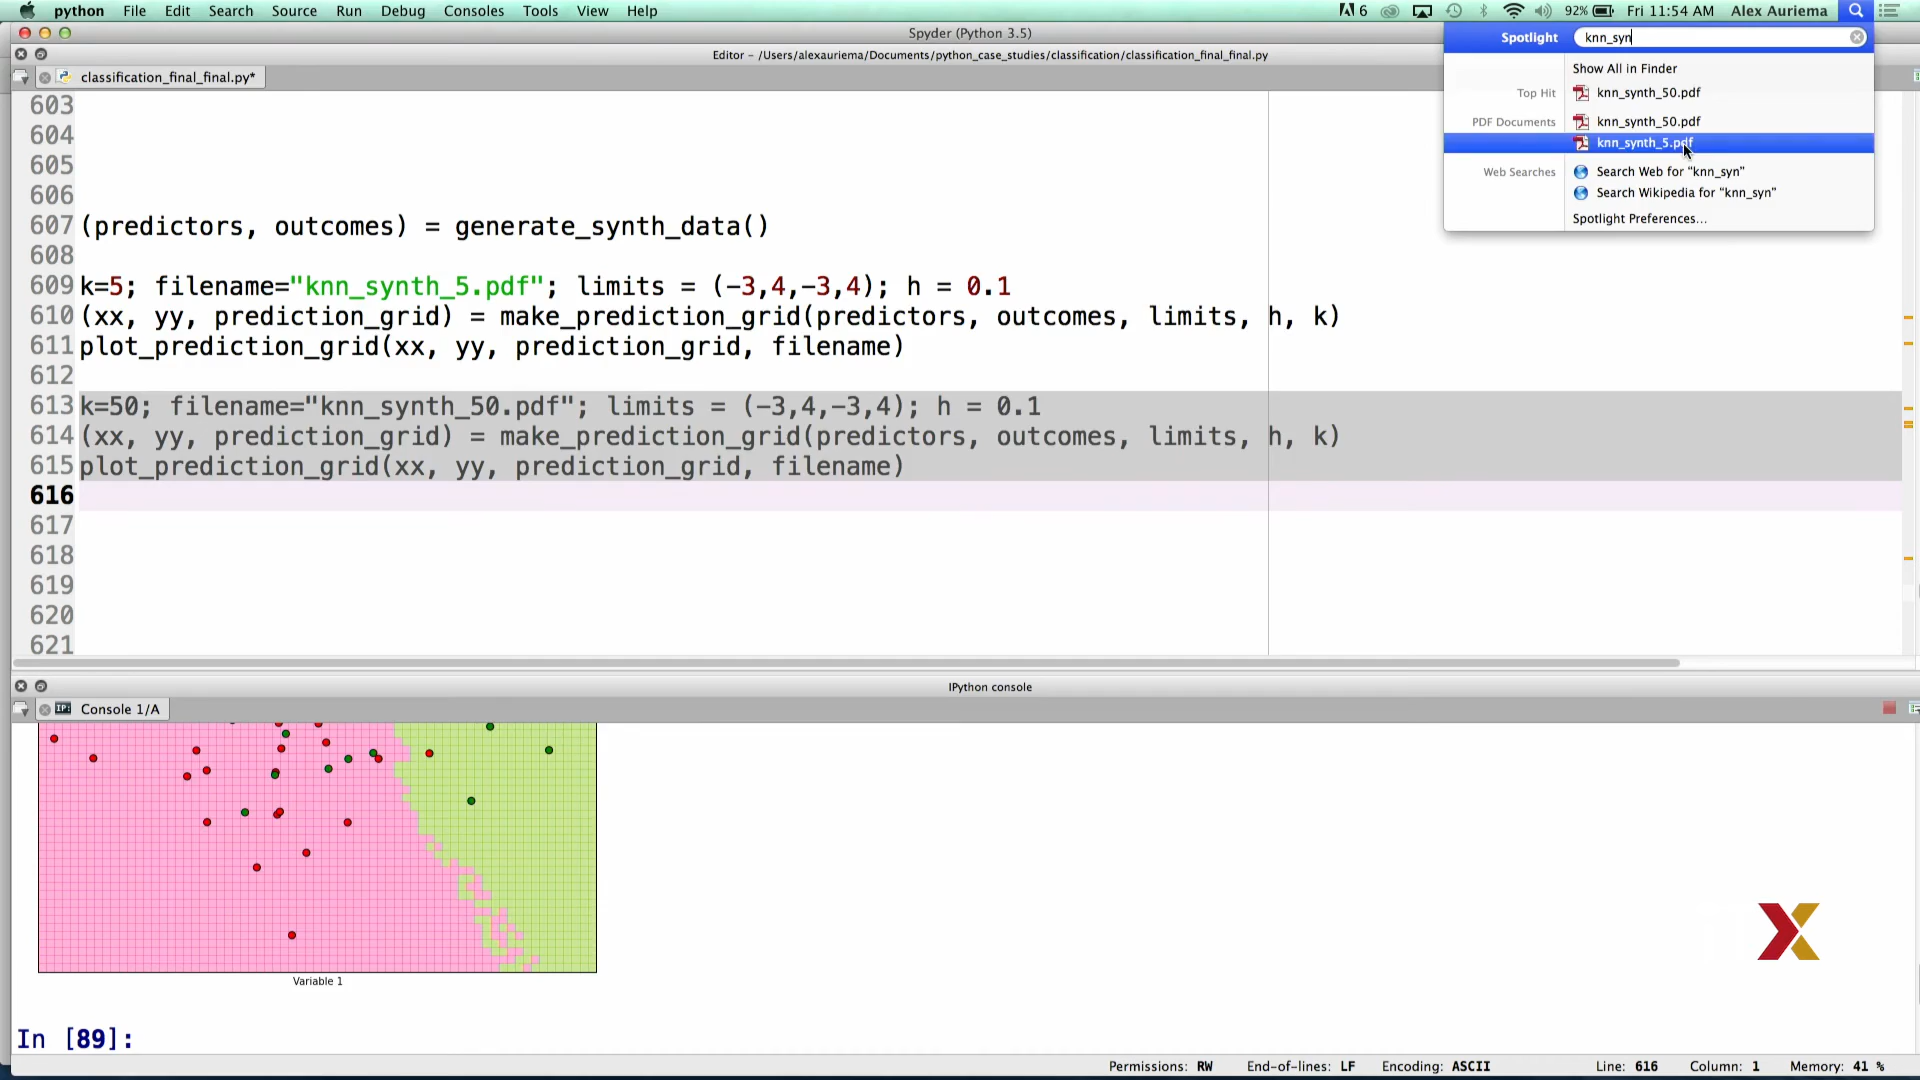 python File Edit Search Source Run Debug Consoles Tools View Help 6 92% Fri 11:54 AM Alex Auriema
Spyder (Python 3.5)
Spotlight knn_syn
Editor - /Users/alexauriema/Documents/python_case_studies/classification/classification_final_final.py
classification_final_final.py*
Show All in Finder
Top Hit knn_synth_50.pdf
PDF Documents knn_synth_50.pdf
knn_synth_5.pdf
Web Searches Search Web for “knn_syn”
Search Wikipedia for “knn_syn”
Spotlight Preferences...
603
604
605
606
607 (predictors, outcomes) = generate_synth_data()
608
609 k=5; filename="knn_synth_5.pdf"; limits = (-3,4,-3,4); h = 0.1
610 (xx, yy, prediction_grid) = make_prediction_grid(predictors, outcomes, limits, h, k)
611 plot_prediction_grid(xx, yy, prediction_grid, filename)
612
613 k=50; filename="knn_synth_50.pdf"; limits = (-3,4,-3,4); h = 0.1
614 (xx, yy, prediction_grid) = make_prediction_grid(predictors, outcomes, limits, h, k)
615 plot_prediction_grid(xx, yy, prediction_grid, filename)
616
617
618
619
620
621
IPython console
IP: Console 1/A
Variable 1
In [89]:
Permissions: RW End-of-lines: LF Encoding: ASCII Line: 616 Column: 1 Memory: 41 %